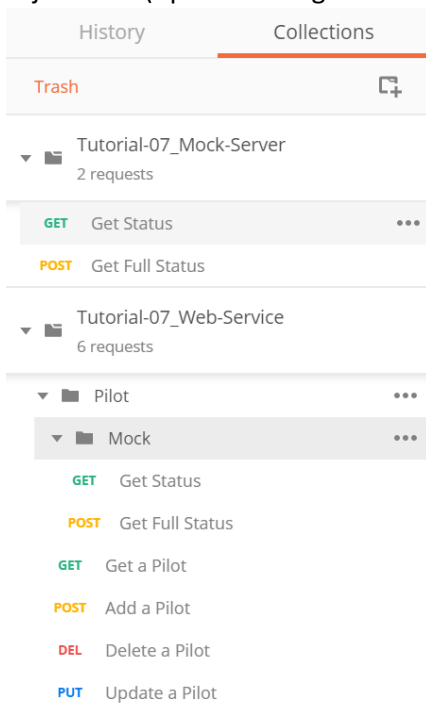 History Collections
Trash
Tutorial-07_Mock-Server
2 requests
GET Get Status
POST Get Full Status
Tutorial-07_Web-Service
6 requests
Pilot
Mock
GET Get Status
POST Get Full Status
GET Get a Pilot
POST Add a Pilot
DEL Delete a Pilot
PUT Update a Pilot